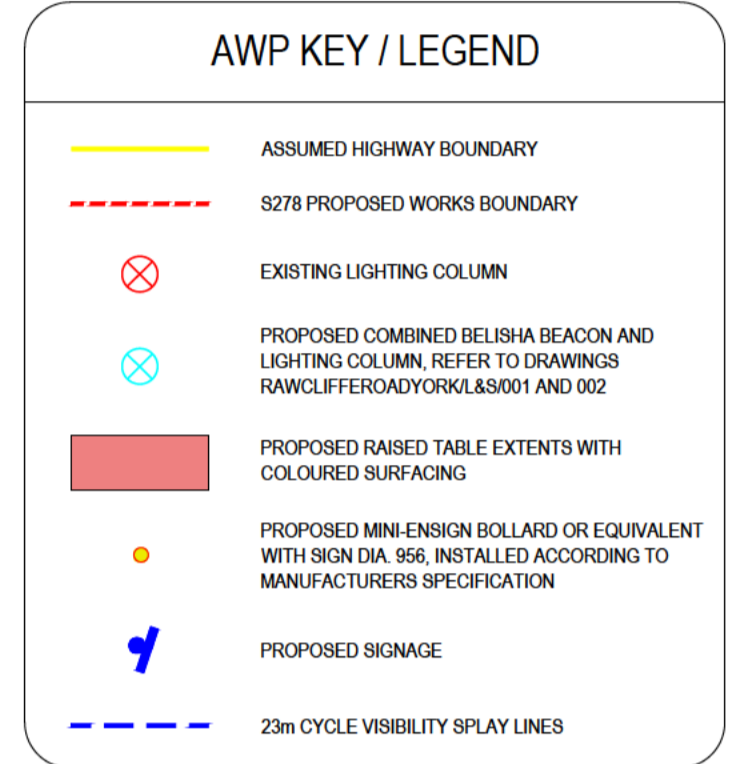 AWP KEY / LEGEND
ASSUMED HIGHWAY BOUNDARY
S278 PROPOSED WORKS BOUNDARY
EXISTING LIGHTING COLUMN
PROPOSED COMBINED BELISHA BEACON AND
LIGHTING COLUMN, REFER TO DRAWINGS
RAWCLIFFEROADYORK/L&S/001 AND 002
PROPOSED RAISED TABLE EXTENTS WITH
COLOURED SURFACING
PROPOSED MINI-ENSIGN BOLLARD OR EQUIVALENT
WITH SIGN DIA. 956, INSTALLED ACCORDING TO
MANUFACTURERS SPECIFICATION
PROPOSED SIGNAGE
23m CYCLE VISIBILITY SPLAY LINES